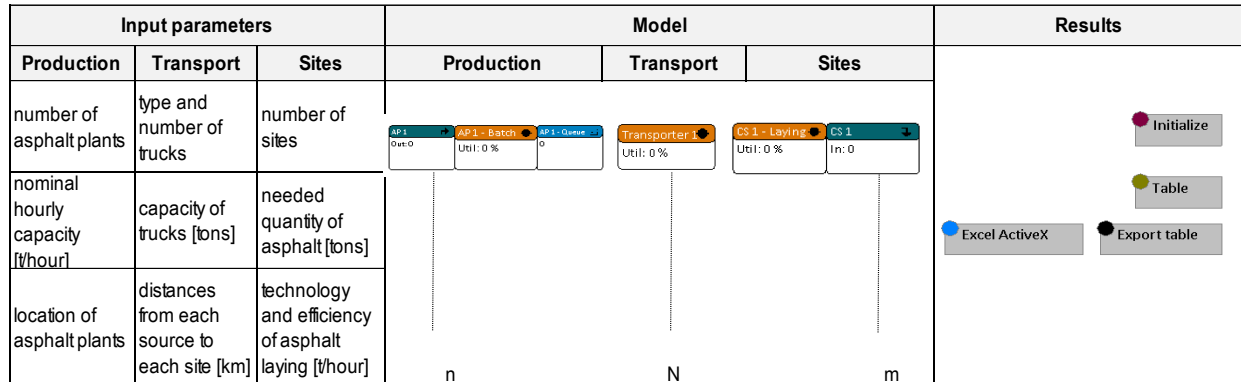 Input parameters
Model
Results
Production
Transport
Sites
Production
Transport
Sites
number of
asphalt plants
type and
number of
trucks
number of
sites
AP 1
Out: 0
AP 1 - Batch
Util: 0 %
AP 1 - Queue
0
Transporter 1
Util: 0 %
CS 1 - Laying
Util: 0 %
CS 1
In: 0
Initialize
Table
Excel ActiveX
Export table
nominal
hourly
capacity
[t/hour]
capacity of
trucks [tons]
needed
quantity of
asphalt [tons]
location of
asphalt plants
distances
from each
source to
each site [km]
technology
and efficiency
of asphalt
laying [t/hour]
n
N
m